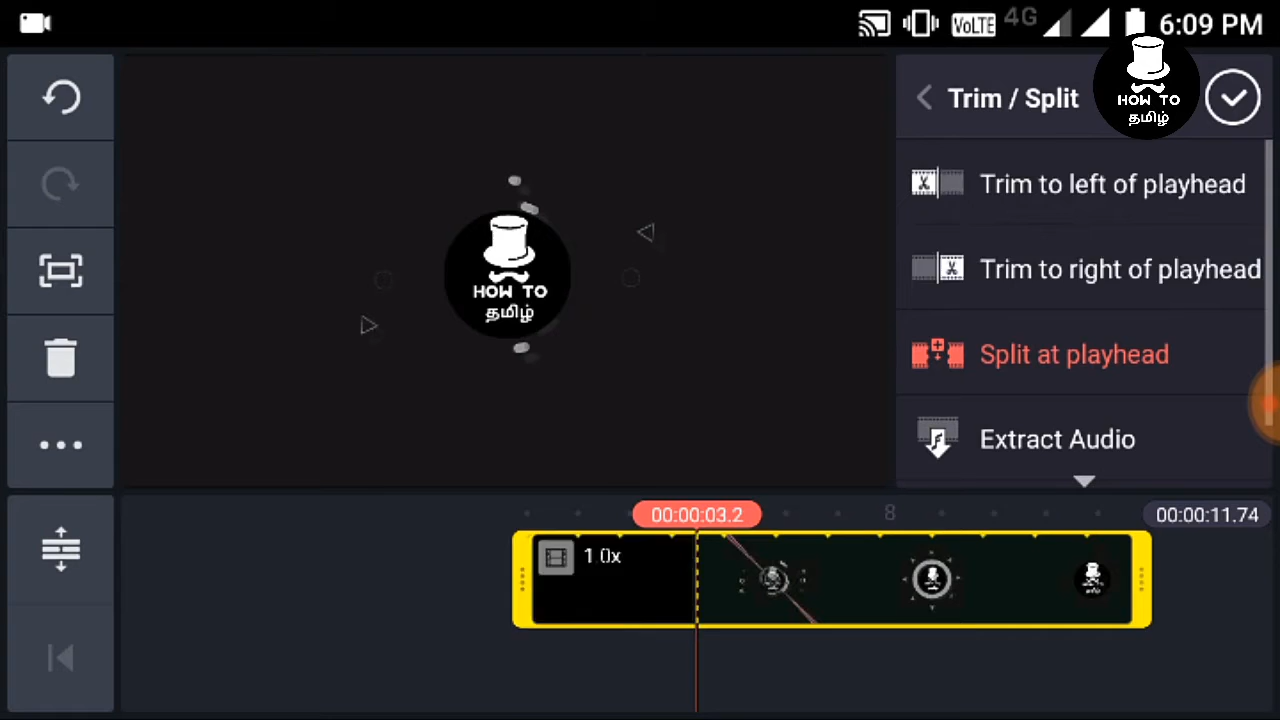 VoLTE 4G 6:09 PM
Trim / Split
HOW TO
தமிழ்
Trim to left of playhead
Trim to right of playhead
Split at playhead
Extract Audio
HOW TO
தமிழ்
00:00:03.2
8
00:00:11.74
1.0x